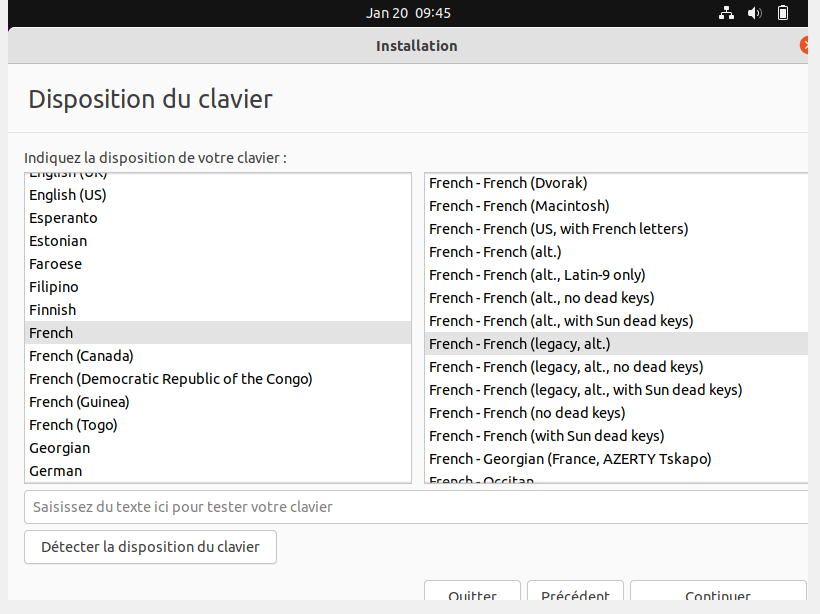 Jan 20 09:45
Installation
Disposition du clavier
Indiquez la disposition de votre clavier :
English (UK)
English (US)
Esperanto
Estonian
Faroese
Filipino
Finnish
French
French (Canada)
French (Democratic Republic of the Congo)
French (Guinea)
French (Togo)
Georgian
German
French - French (Dvorak)
French - French (Macintosh)
French - French (US, with French letters)
French - French (alt.)
French - French (alt., Latin-9 only)
French - French (alt., no dead keys)
French - French (alt., with Sun dead keys)
French - French (legacy, alt.)
French - French (legacy, alt., no dead keys)
French - French (legacy, alt., with Sun dead keys)
French - French (no dead keys)
French - French (with Sun dead keys)
French - Georgian (France, AZERTY Tskapo)
French - Occitan
Saisissez du texte ici pour tester votre clavier
Détecter la disposition du clavier
Quitter
Précédent
Continuer